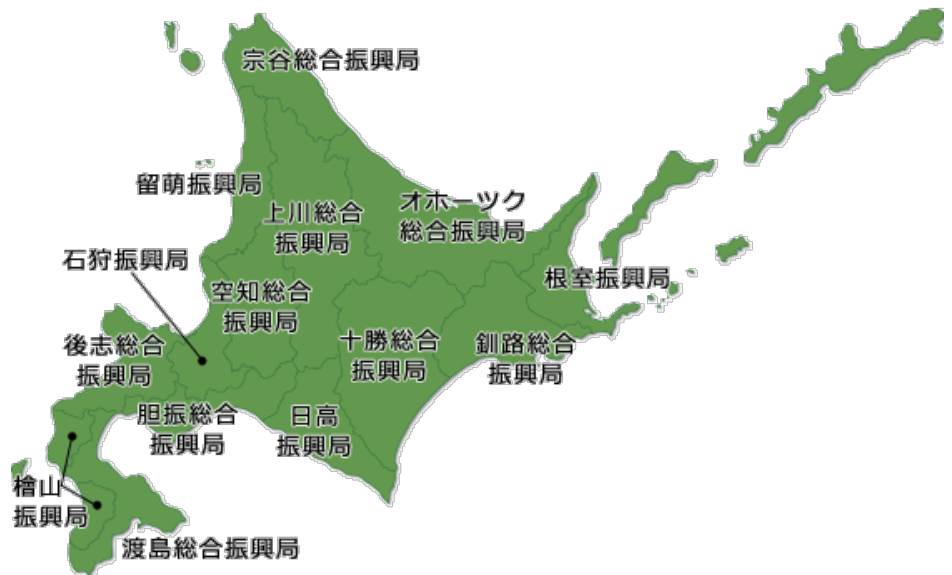 宗谷総合振興局
留萌振興局
上川総合
振興局
オホーツク
総合振興局
石狩振興局
空知総合
振興局
根室振興局
後志総合
振興局
十勝総合
振興局
釧路総合
振興局
胆振総合
振興局
日高
振興局
檜山
振興局
渡島総合振興局